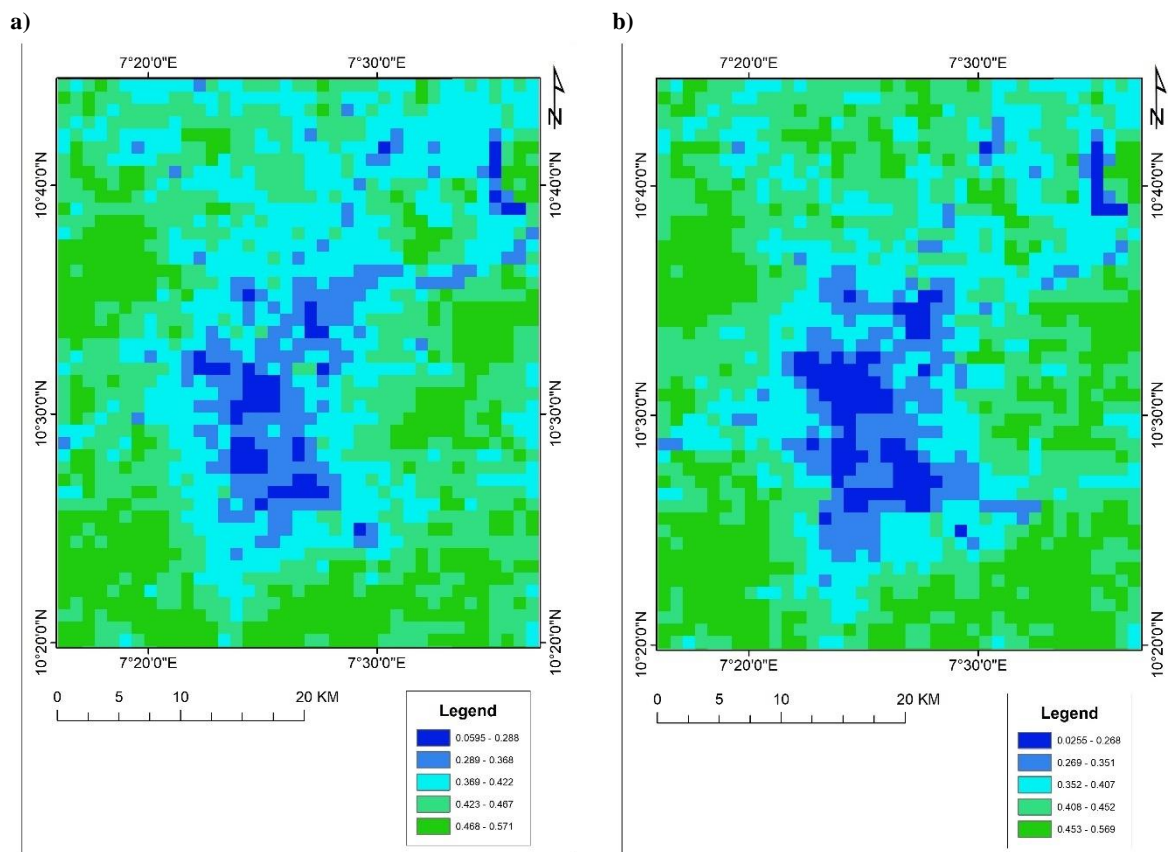 a)
7°20'0"E 7°30'0"E
N
10°40'0"N 10°40'0"N
10°30'0"N 10°30'0"N
10°20'0"N 10°20'0"N
7°20'0"E 7°30'0"E
0 5 10 20 KM
Legend
0.0595 - 0.288
0.289 - 0.368
0.369 - 0.422
0.423 - 0.467
0.468 - 0.571
b)
7°20'0"E 7°30'0"E
N
10°40'0"N 10°40'0"N
10°30'0"N 10°30'0"N
10°20'0"N 10°20'0"N
7°20'0"E 7°30'0"E
0 5 10 20 KM
Legend
0.0255 - 0.268
0.269 - 0.351
0.352 - 0.407
0.408 - 0.452
0.453 - 0.569